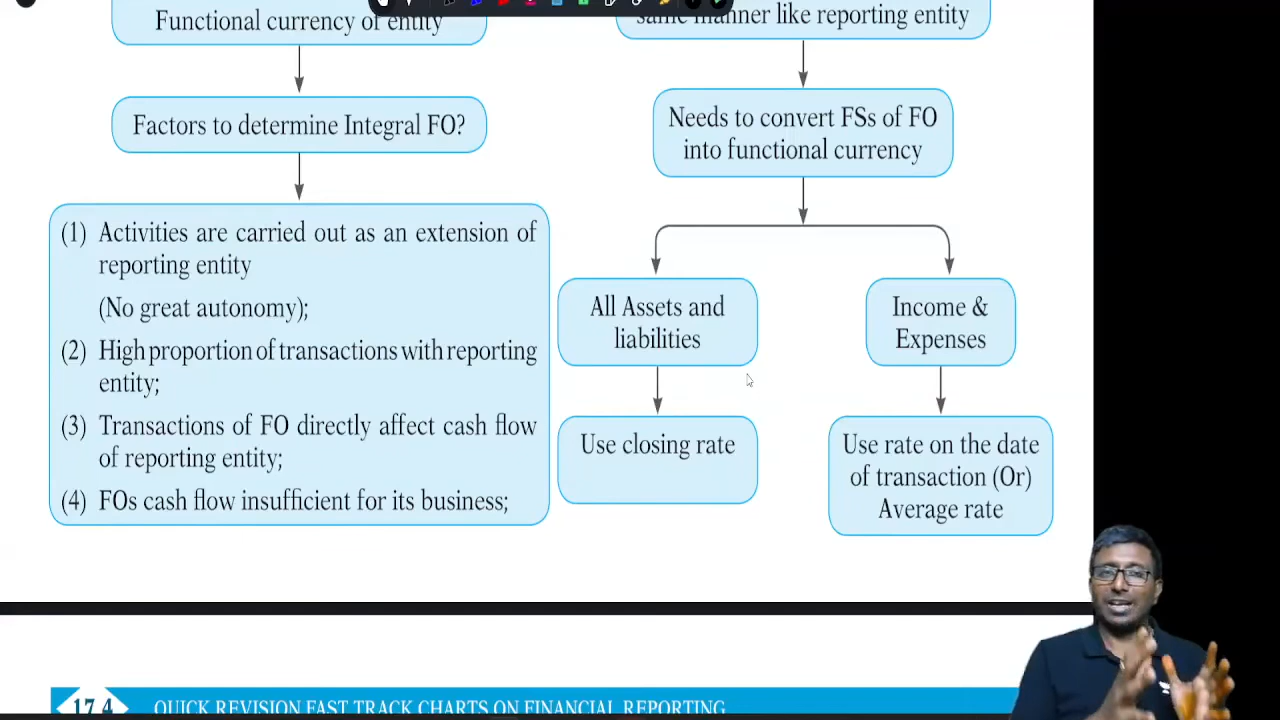 Functional currency of entity
same manner like reporting entity
Factors to determine Integral FO?
Needs to convert FSs of FO
into functional currency
(1) Activities are carried out as an extension of
reporting entity
(No great autonomy);
(2) High proportion of transactions with reporting
entity;
(3) Transactions of FO directly affect cash flow
of reporting entity;
(4) FOs cash flow insufficient for its business;
All Assets and
liabilities
Income &
Expenses
Use closing rate
Use rate on the date
of transaction (Or)
Average rate
17.4 QUICK REVISION FAST TRACK CHARTS ON FINANCIAL REPORTING